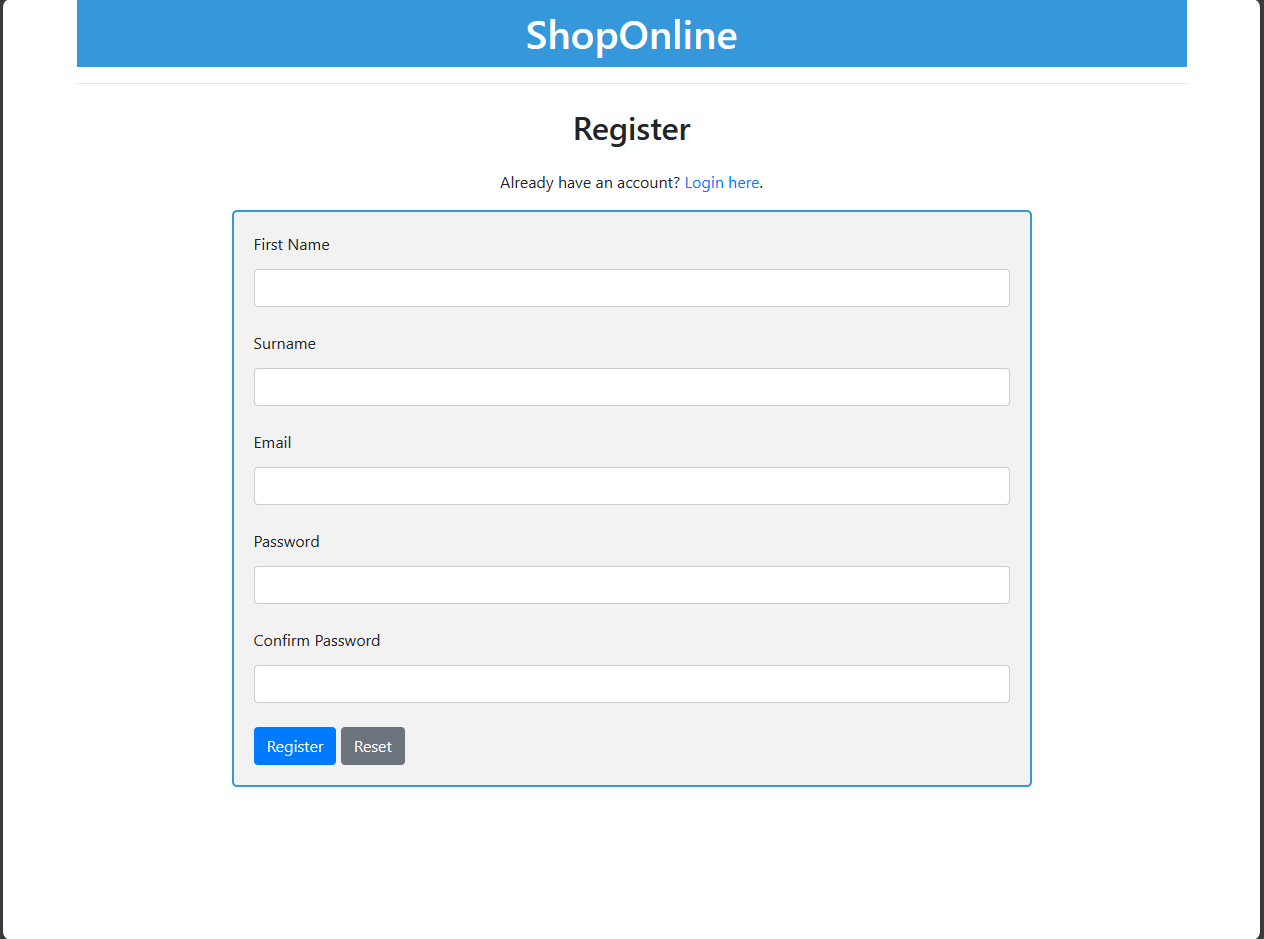 ShopOnline
Register
Already have an account? Login here.
First Name
Surname
Email
Password
Confirm Password
Register Reset